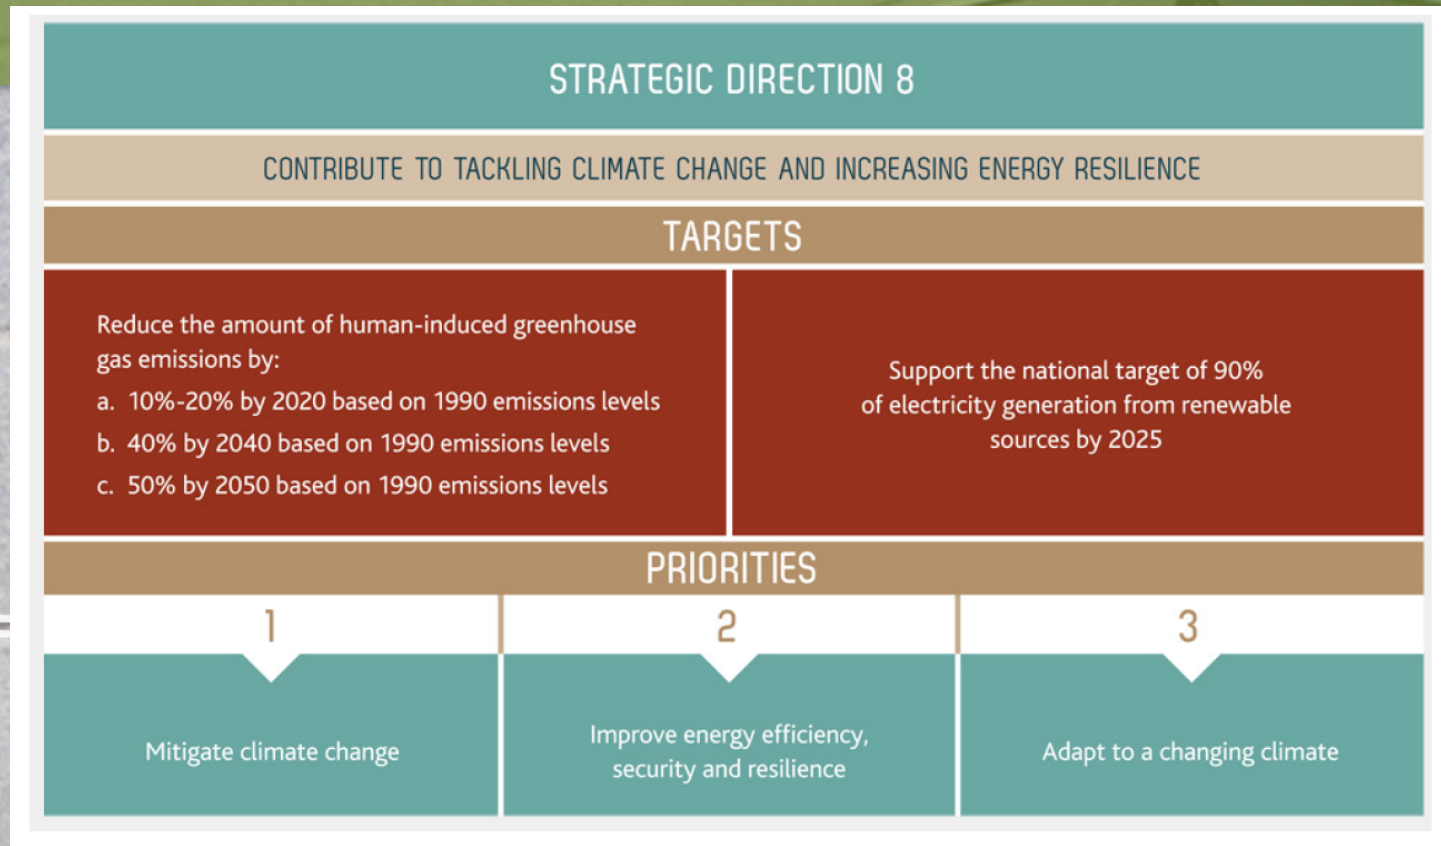 STRATEGIC DIRECTION 8
CONTRIBUTE TO TACKLING CLIMATE CHANGE AND INCREASING ENERGY RESILIENCE
TARGETS
Reduce the amount of human-induced greenhouse
gas emissions by:
a. 10%-20% by 2020 based on 1990 emissions levels
b. 40% by 2040 based on 1990 emissions levels
c. 50% by 2050 based on 1990 emissions levels
Support the national target of 90%
of electricity generation from renewable
sources by 2025
PRIORITIES
1
2
3
Mitigate climate change
Improve energy efficiency,
security and resilience
Adapt to a changing climate